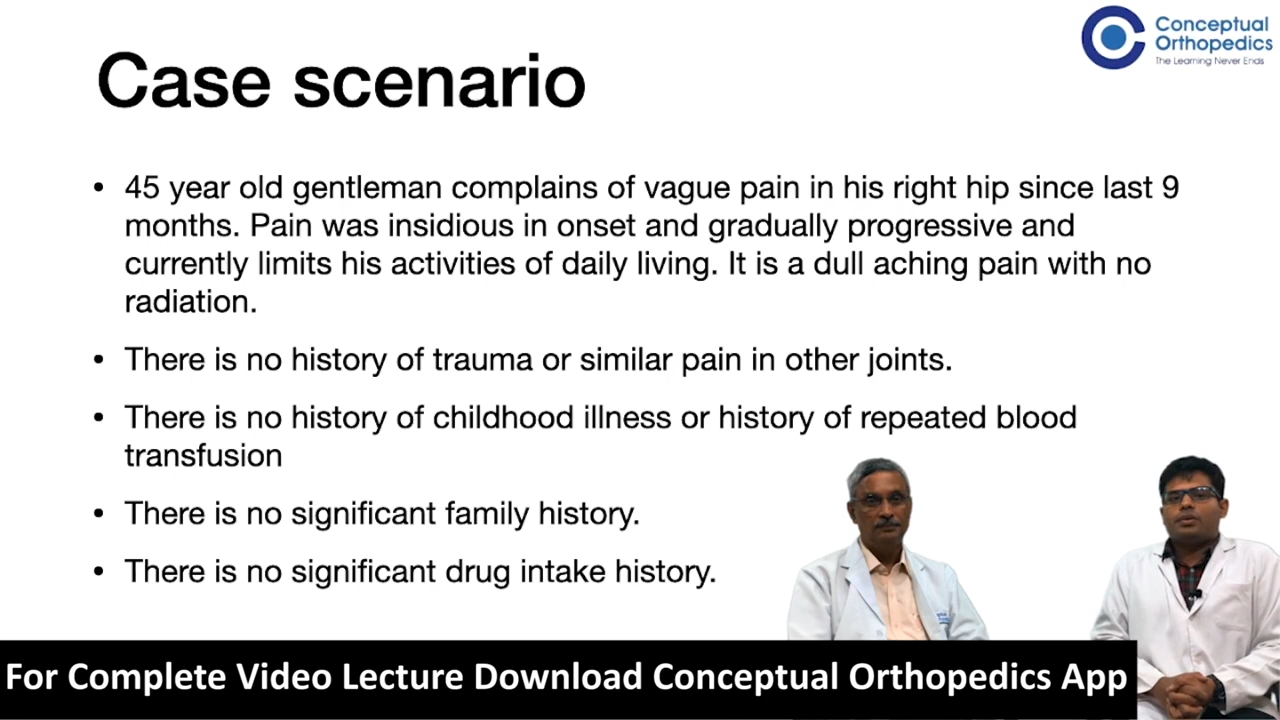 Conceptual
Orthopedics
The Learning Never Ends
Case scenario
• 45 year old gentleman complains of vague pain in his right hip since last 9
months. Pain was insidious in onset and gradually progressive and
currently limits his activities of daily living. It is a dull aching pain with no
radiation.
• There is no history of trauma or similar pain in other joints.
• There is no history of childhood illness or history of repeated blood
transfusion
• There is no significant family history.
• There is no significant drug intake history.
For Complete Video Lecture Download Conceptual Orthopedics App